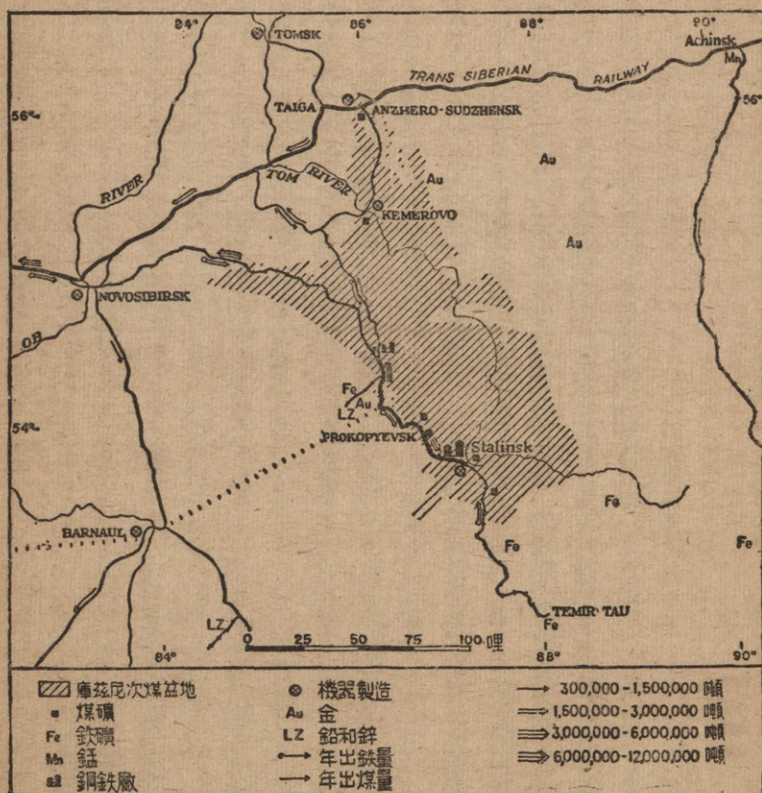 84° 86° 88° 90°
TOMSK
Achinsk
Mn
TRANS SIBERIAN RAILWAY
TAIGA
ANZHERO-SUDZHENSK
56° 56°
Au
Au
RIVER
TOM RIVER
KEMEROVO
Au
NOVOSIBIRSK
OB
Fe
Au
LZ
54°
PROKOPYEVSK
Stalinsk
Fe
BARNAUL
Fe
Fe
TEMIR TAU
Fe
LZ
0 25 50 75 100 哩
84° 88° 90°
庫茲尼次煤盆地
煤礦
Fe 鉄礦
Mn 錳
鋼鉄廠
機器製造
Au 金
LZ 鉛和鋅
年出鉄量
年出煤量
300,000-1,500,000 噸
1,500,000-3,000,000 噸
3,000,000-6,000,000 噸
6,000,000-12,000,000 噸